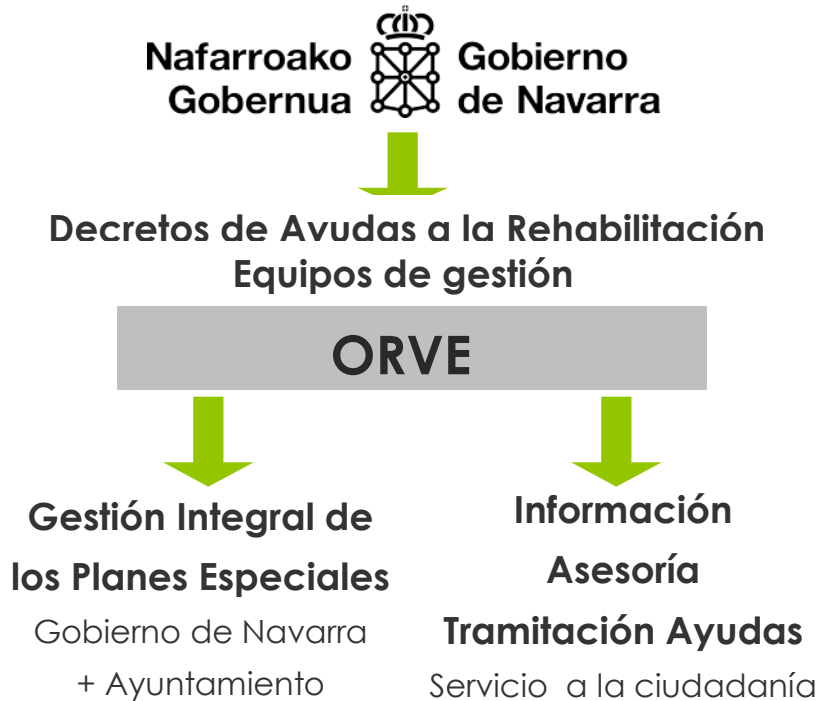 Nafarroako
Gobernua
Gobierno
de Navarra
Decretos de Ayudas a la Rehabilitación
Equipos de gestión
ORVE
Gestión Integral de
los Planes Especiales
Gobierno de Navarra
+ Ayuntamiento
Información
Asesoría
Tramitación Ayudas
Servicio a la ciudadanía